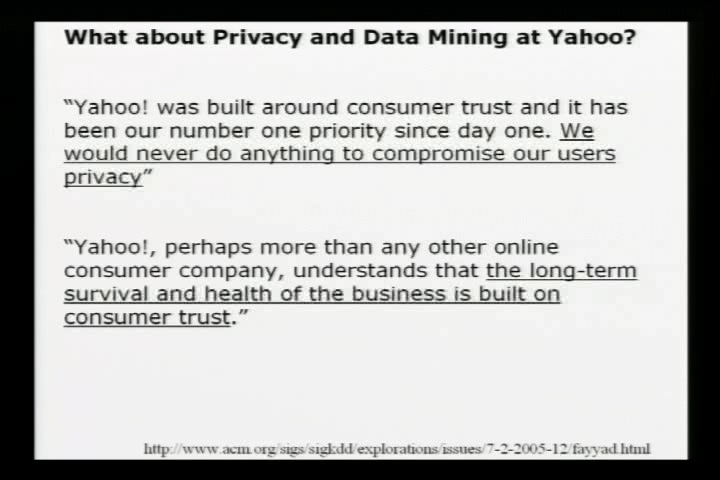 What about Privacy and Data Mining at Yahoo?
“Yahoo! was built around consumer trust and it has
been our number one priority since day one. We
would never do anything to compromise our users
privacy”
“Yahoo!, perhaps more than any other online
consumer company, understands that the long-term
survival and health of the business is built on
consumer trust.”
http://www.acm.org/sigs/sigkdd/explorations/issues/7-2-2005-12/fayyad.html